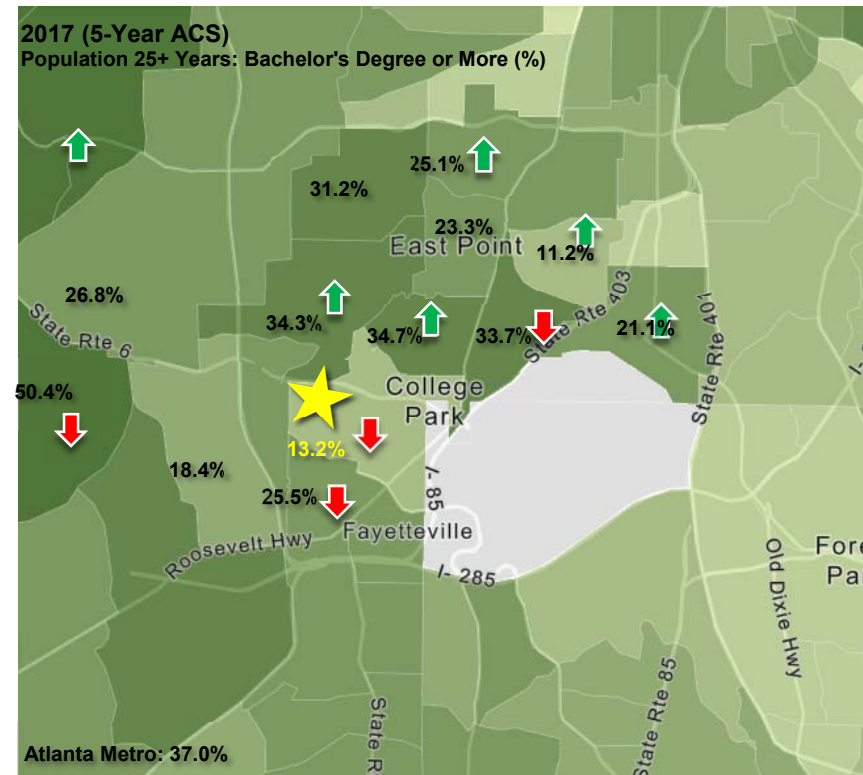 2017 (5-Year ACS)
Population 25+ Years: Bachelor's Degree or More (%)
25.1%
31.2%
23.3%
East Point
11.2%
26.8%
State Rte 6
34.3%
34.7%
33.7%
State Rte 403
21.1%
State Rte 401
I-
50.4%
College
Park
13.2%
18.4%
25.5%
I- 85
Roosevelt Hwy
Fayetteville
I- 285
Old Dixie Hwy
Fore
Pa
State Rte 85
State R
Atlanta Metro: 37.0%